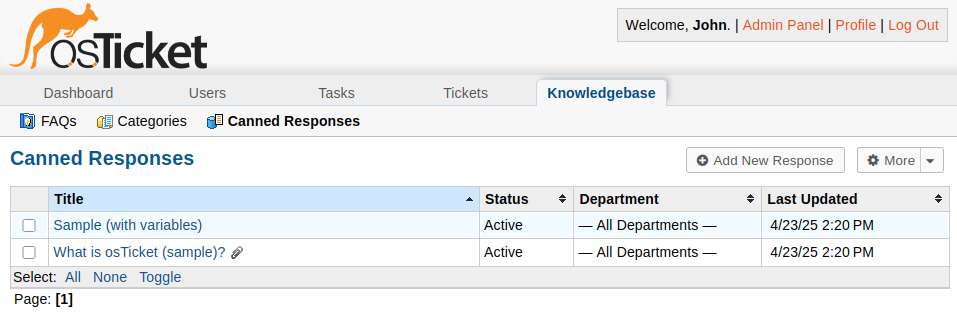 osTicket
Welcome, John. | Admin Panel | Profile | Log Out
Dashboard Users Tasks Tickets Knowledgebase
FAQs Categories Canned Responses
Canned Responses Add New Response More
Title Status Department Last Updated
Sample (with variables) Active — All Departments — 4/23/25 2:20 PM
What is osTicket (sample)? Active — All Departments — 4/23/25 2:20 PM
Select: All None Toggle
Page: [1]